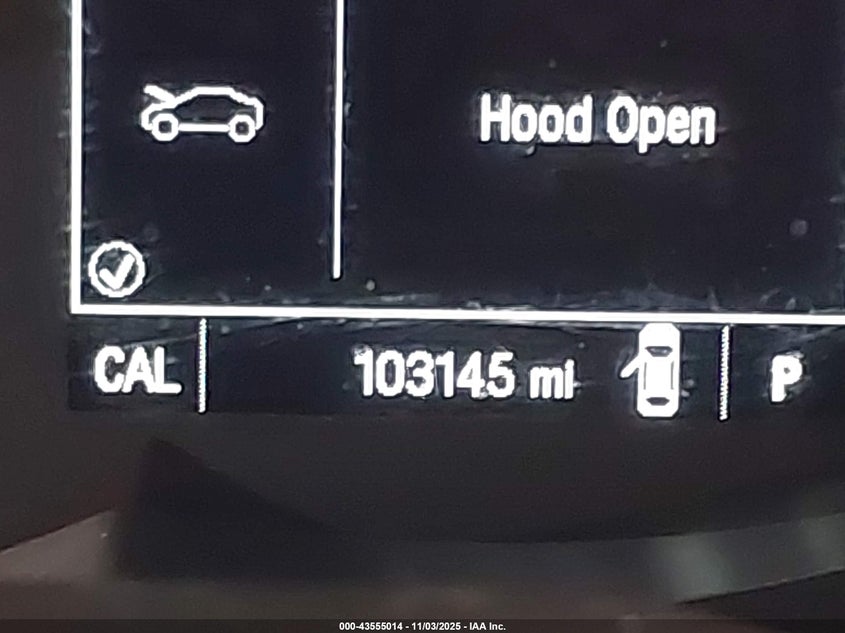 Hood Open
CAL 103145 mi P
000-43555014 - 11/03/2025 - IAA Inc.